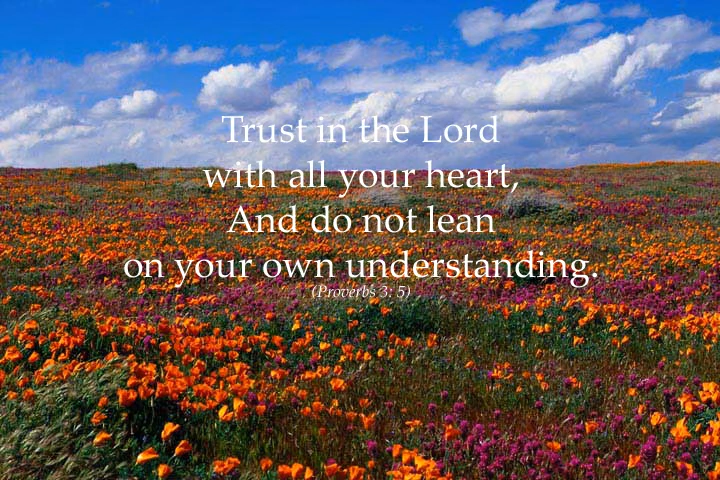 Trust in the Lord
with all your heart,
And do not lean
on your own understanding.
(Proverbs 3: 5)